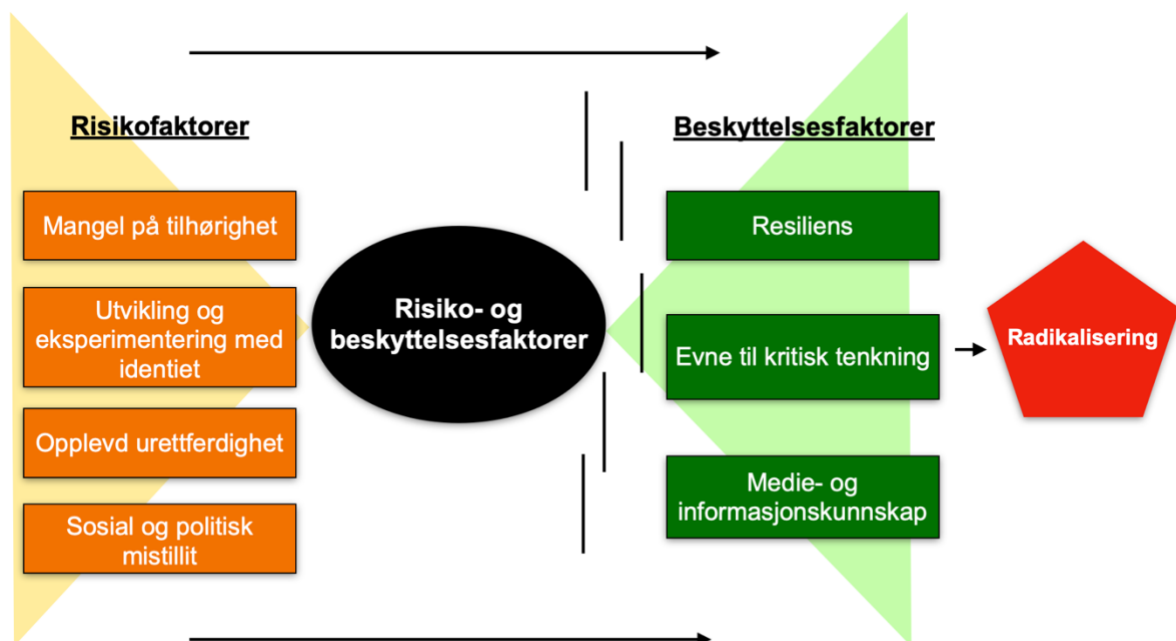 Risikofaktorer
Mangel på tilhørighet
Utvikling og
eksperimentering med
identiet
Opplevd urettferdighet
Sosial og politisk
mistillit
Risiko- og
beskyttelsesfaktorer
Beskyttelsesfaktorer
Resiliens
Evne til kritisk tenkning
Medie- og
informasjonskunnskap
Radikalisering